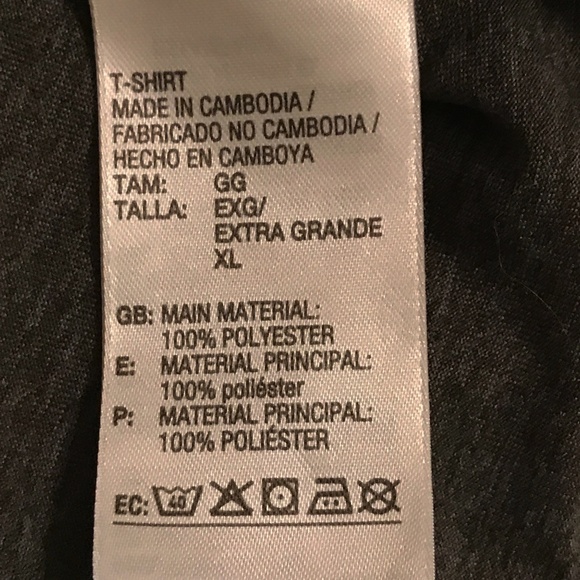 T-SHIRT
MADE IN CAMBODIA /
FABRICADO NO CAMBODIA /
HECHO EN CAMBOYA
TAM: GG
TALLA: EXG/
EXTRA GRANDE
XL
GB: MAIN MATERIAL:
100% POLYESTER
E: MATERIAL PRINCIPAL:
100% poliéster
P: MATERIAL PRINCIPAL:
100% POLIÉSTER
EC: 40